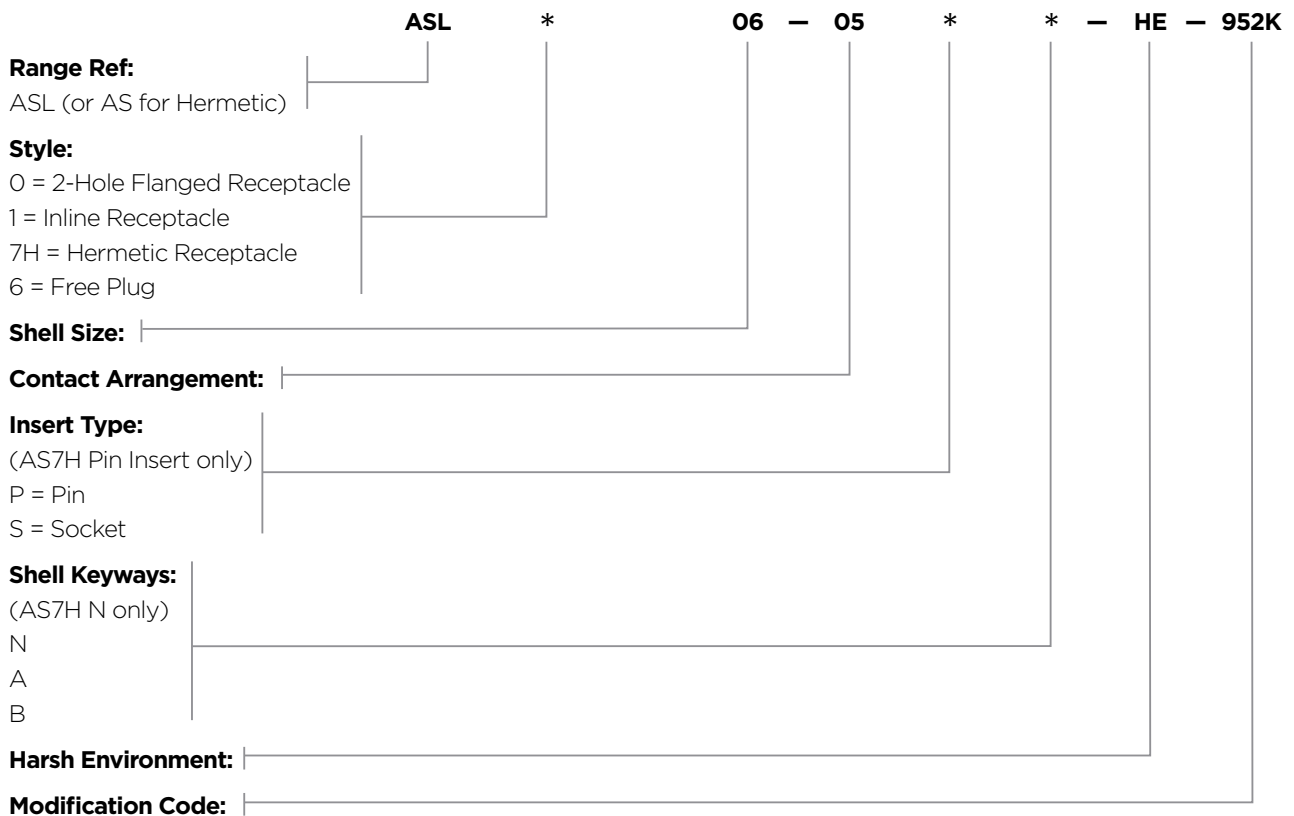 ASL * 06 — 05 * * — HE — 952K
Range Ref:
ASL (or AS for Hermetic)
Style:
0 = 2-Hole Flanged Receptacle
1 = Inline Receptacle
7H = Hermetic Receptacle
6 = Free Plug
Shell Size:
Contact Arrangement:
Insert Type:
(AS7H Pin Insert only)
P = Pin
S = Socket
Shell Keyways:
(AS7H N only)
N
A
B
Harsh Environment:
Modification Code: